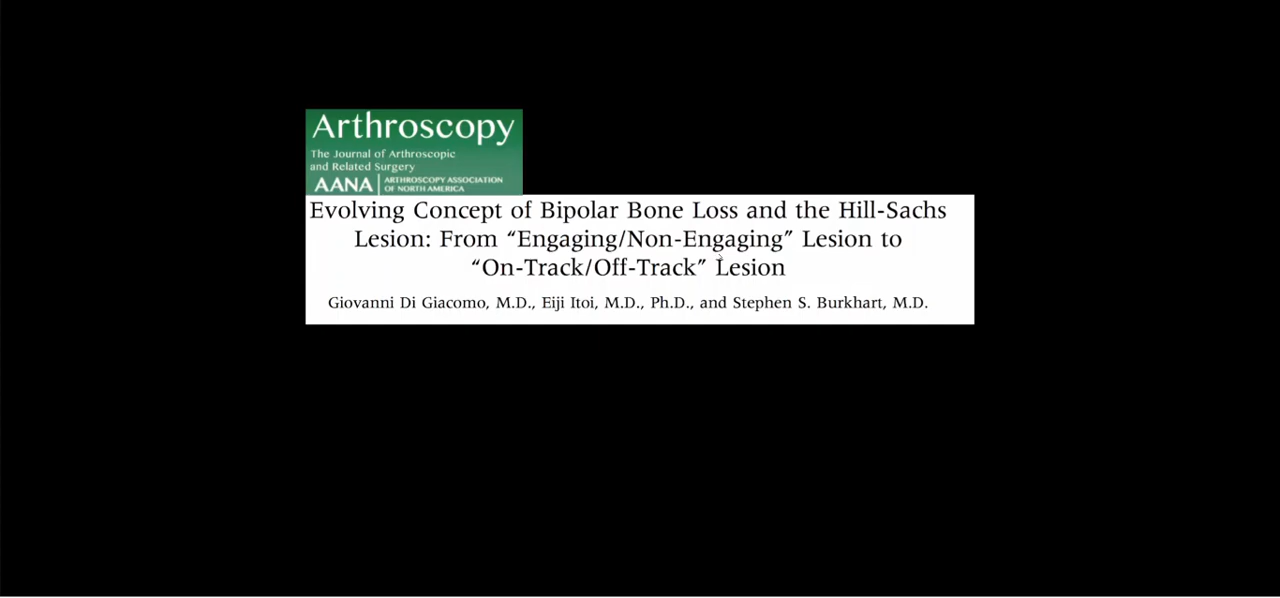 Arthroscopy
The Journal of Arthroscopic
and Related Surgery
AANA ARTHROSCOPY ASSOCIATION
OF NORTH AMERICA
Evolving Concept of Bipolar Bone Loss and the Hill-Sachs
Lesion: From “Engaging/Non-Engaging” Lesion to
“On-Track/Off-Track” Lesion
Giovanni Di Giacomo, M.D., Eiji Itoi, M.D., Ph.D., and Stephen S. Burkhart, M.D.